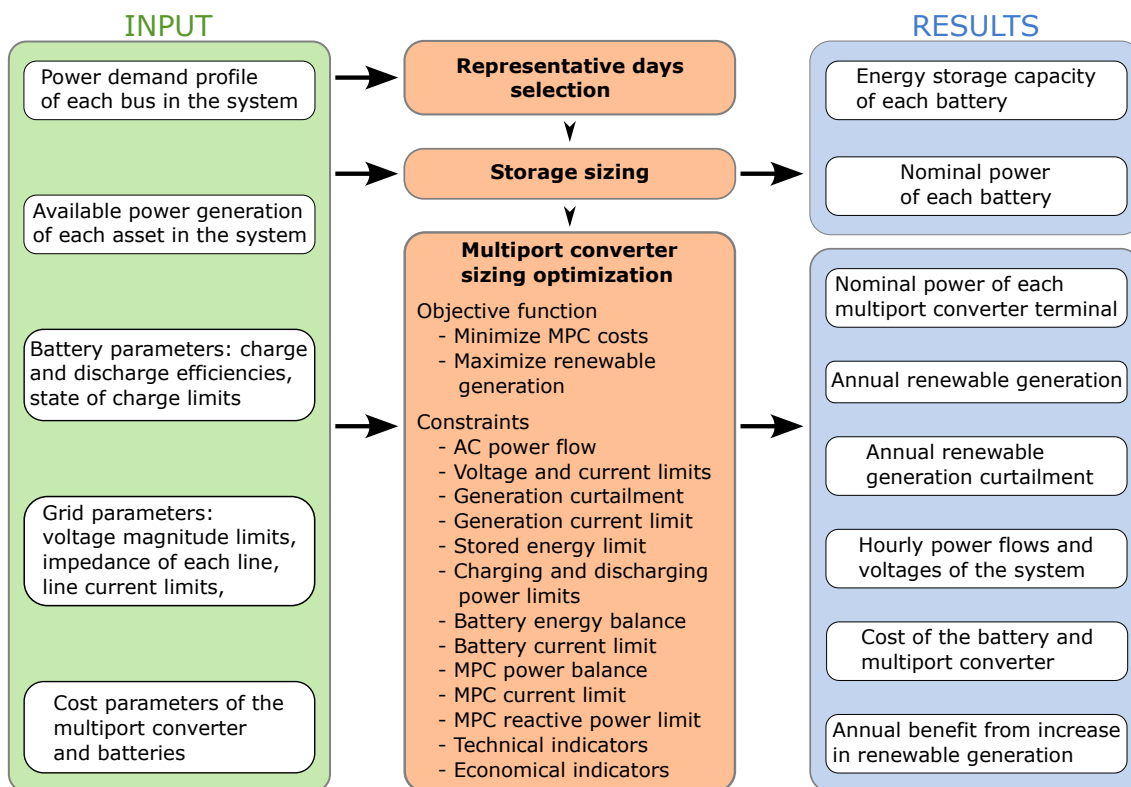 INPUT
Power demand profile
of each bus in the system
Available power generation
of each asset in the system
Battery parameters: charge
and discharge efficiencies,
state of charge limits
Grid parameters:
voltage magnitude limits,
impedance of each line,
line current limits,
Cost parameters of the
multiport converter
and batteries
Representative days
selection
Storage sizing
Multiport converter
sizing optimization
Objective function
- Minimize MPC costs
- Maximize renewable
generation
Constraints
- AC power flow
- Voltage and current limits
- Generation curtailment
- Generation current limit
- Stored energy limit
- Charging and discharging
power limits
- Battery energy balance
- Battery current limit
- MPC power balance
- MPC current limit
- MPC reactive power limit
- Technical indicators
- Economical indicators
RESULTS
Energy storage capacity
of each battery
Nominal power
of each battery
Nominal power of each
multiport converter terminal
Annual renewable generation
Annual renewable
generation curtailment
Hourly power flows and
voltages of the system
Cost of the battery and
multiport converter
Annual benefit from increase
in renewable generation